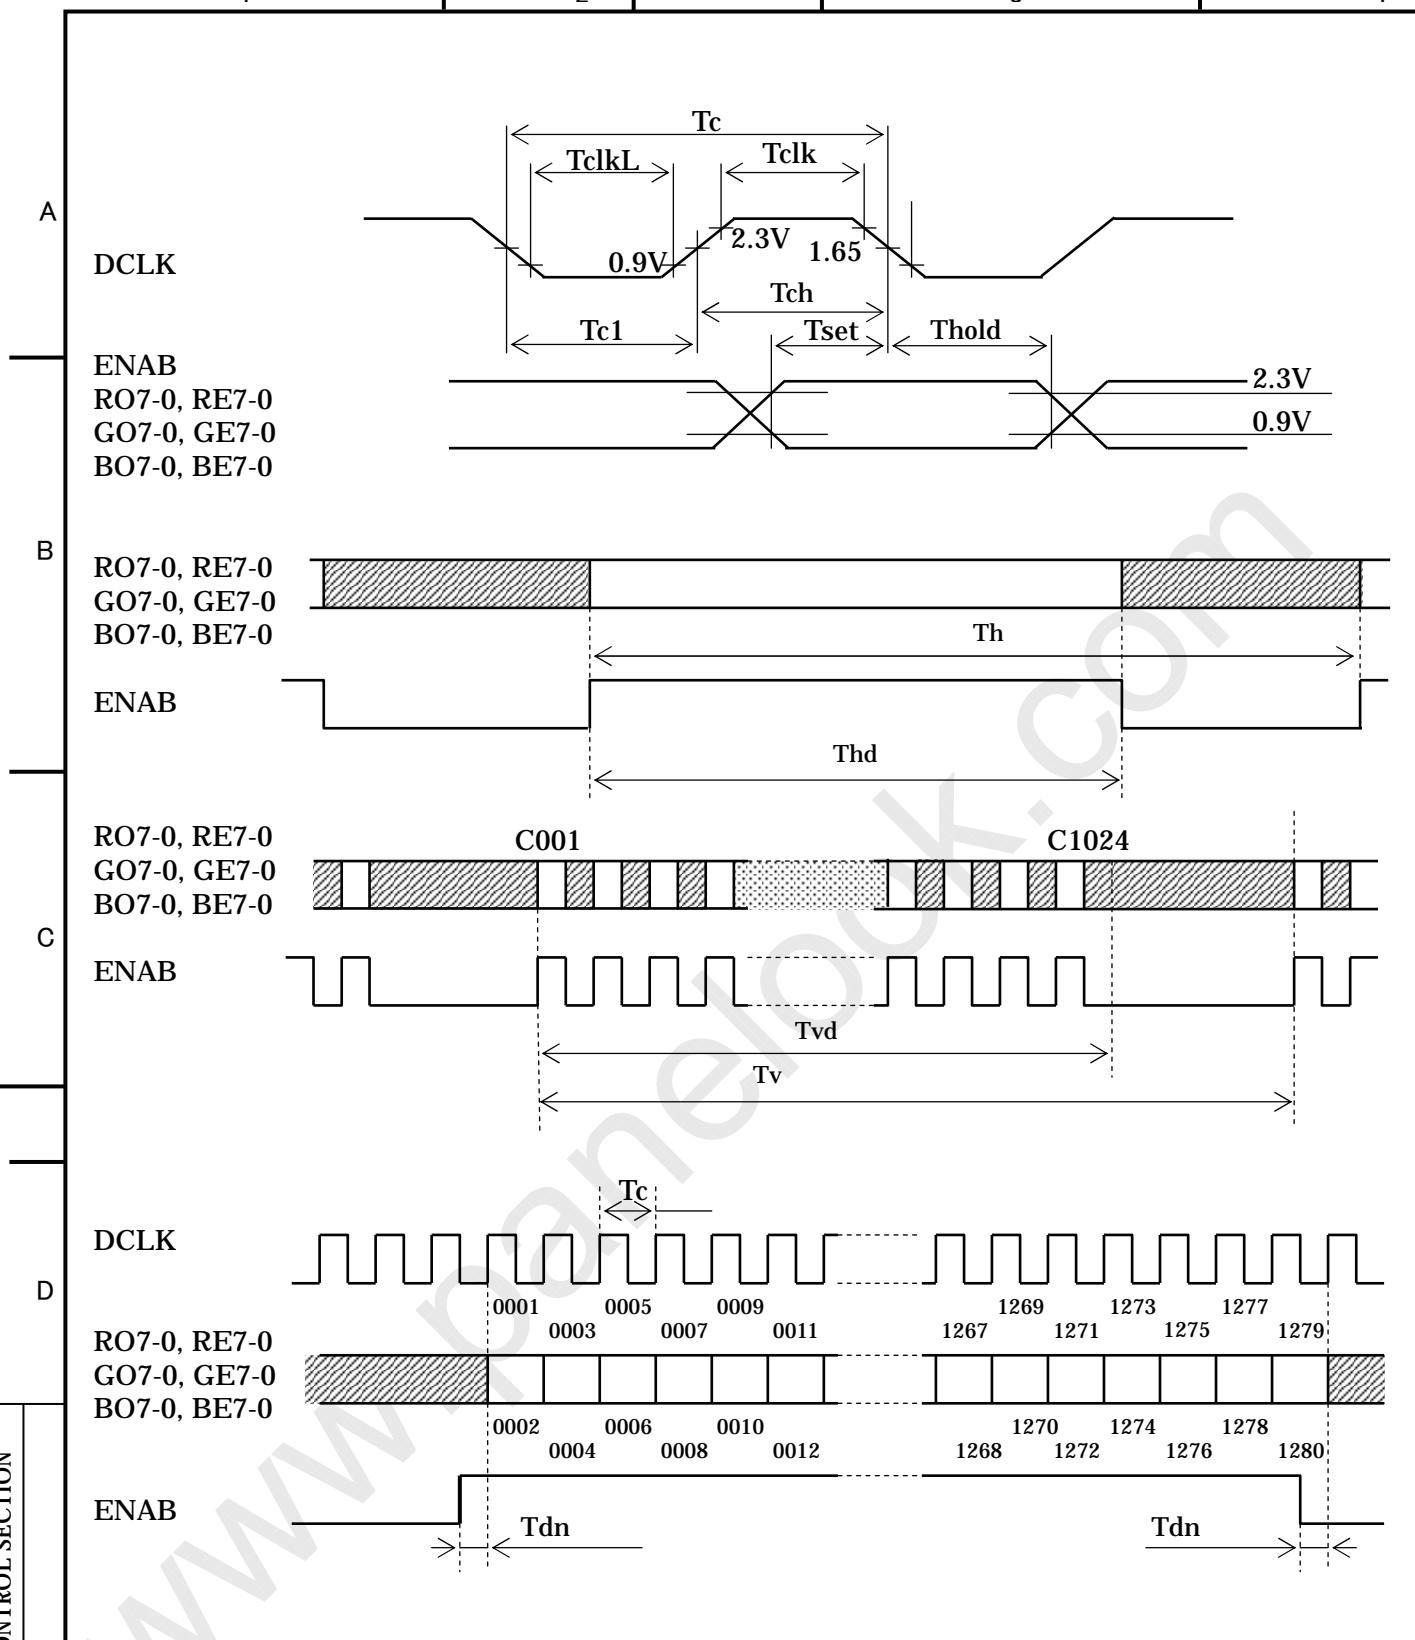 Tc
TclkL
Tclk
A
DCLK
0.9V
2.3V
1.65
Tch
Tc1
Tset
Thold
ENAB
RO7-0, RE7-0
GO7-0, GE7-0
BO7-0, BE7-0
2.3V
0.9V
B
RO7-0, RE7-0
GO7-0, GE7-0
BO7-0, BE7-0
Th
ENAB
Thd
RO7-0, RE7-0
GO7-0, GE7-0
BO7-0, BE7-0
C001
C1024
C
ENAB
Tvd
Tv
Tc
DCLK
D
0001 0005 0009 1269 1273 1277
0003 0007 0011 1267 1271 1275 1279
RO7-0, RE7-0
GO7-0, GE7-0
BO7-0, BE7-0
0002 0006 0010 1270 1274 1278
0004 0008 0012 1268 1272 1276 1280
ENAB
Tdn
Tdn
SECTION
www.panelook.com